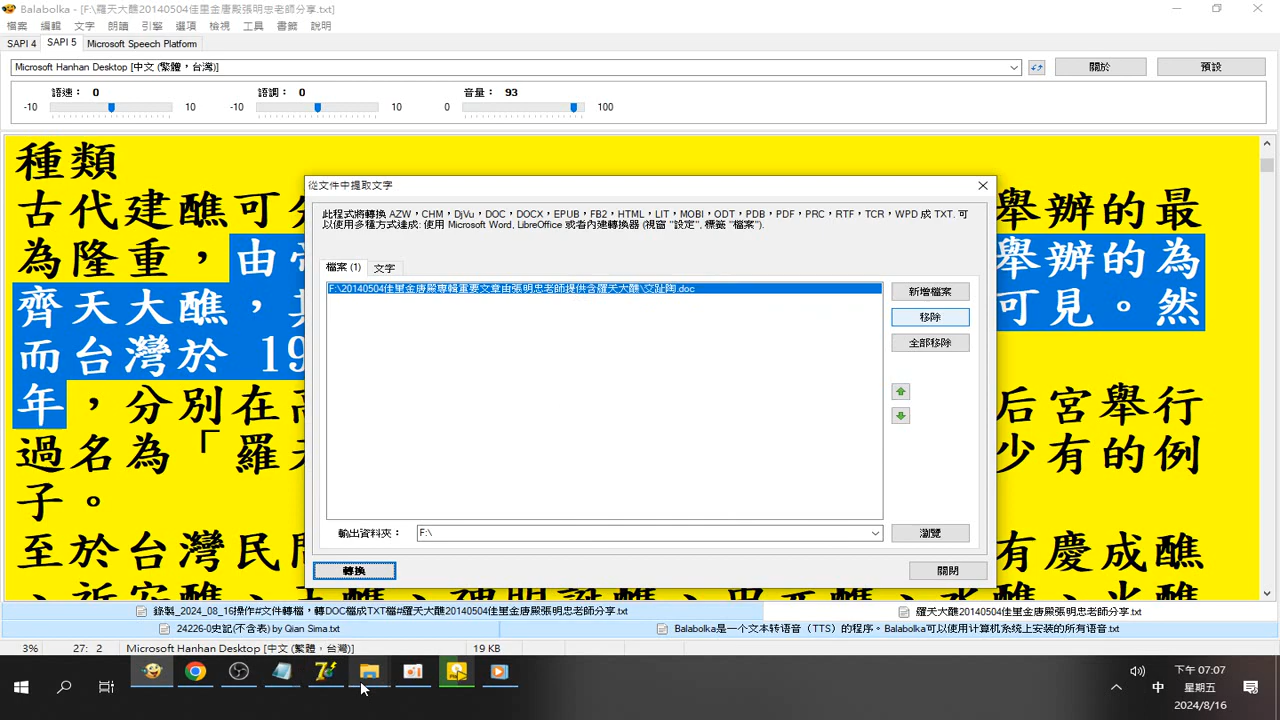 Balabolka - [F:\羅天大醮20140504佳里金唐殿張明忠老師分享.txt]
檔案 編輯 文字 朗讀 引擎 選項 檢視 工具 書籤 說明
SAPI 4 SAPI 5 Microsoft Speech Platform
Microsoft Hanhan Desktop [中文 (繁體，台灣)] 關於 預設
語速： 0 語調： 0 音量： 93
-10 10 -10 10 0 100
種類
古代建醮可
舉辦的最
為隆重，由
舉辦的為
齊天大醮，其
可見。然
而台灣於 19
年，分別在
后宮舉行
過名為「羅
少有的例
子。
至於台灣民
有慶成醮
從文件中提取文字
此程式將轉換 AZW，CHM，DjVu，DOC，DOCX，EPUB，FB2，HTML，LIT，MOBI，ODT，PDB，PDF，PRC，RTF，TCR，WPD 成 TXT. 可
以使用多種方式達成: 使用 Microsoft Word, LibreOffice 或者內建轉換器 (視窗 "設定", 標籤 "檔案").
檔案 (1) 文字
F:\20140504佳里金唐殿專輯重要文章由張明忠老師提供含羅天大醮\交趾陶.doc
新增檔案
移除
全部移除
輸出資料夾： F:\ 瀏覽
轉換 關閉
錄製_2024_08_16操作#文件轉檔，轉DOC檔成TXT檔#羅天大醮20140504佳里金唐殿張明忠老師分享.txt 羅天大醮20140504佳里金唐殿張明忠老師分享.txt
24226-0史記(不含表) by Qian Sima.txt Balabolka是一个文本转语音（TTS）的程序。Balabolka可以使用计算机系统上安装的所有语音.txt
3% 27: 2 Microsoft Hanhan Desktop [中文 (繁體，台灣)] 19 KB
下午 07:07
中 星期五
2024/8/16